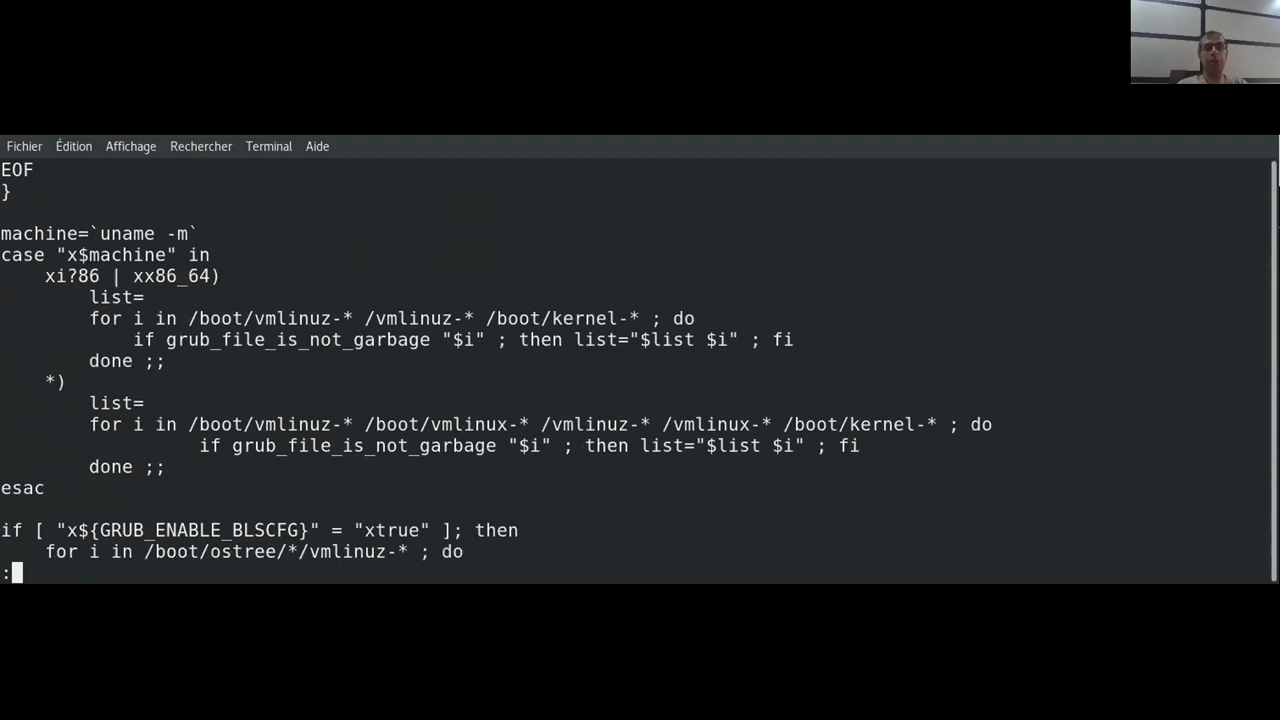 Fichier Édition Affichage Rechercher Terminal Aide
EOF
}
machine=`uname -m`
case "x$machine" in
    xi?86 | xx86_64)
        list=
        for i in /boot/vmlinuz-* /vmlinuz-* /boot/kernel-* ; do
            if grub_file_is_not_garbage "$i" ; then list="$list $i" ; fi
        done ;;
    *)
        list=
        for i in /boot/vmlinuz-* /boot/vmlinux-* /vmlinuz-* /vmlinux-* /boot/kernel-* ; do
                  if grub_file_is_not_garbage "$i" ; then list="$list $i" ; fi
        done ;;
esac
if [ "x${GRUB_ENABLE_BLSCFG}" = "xtrue" ]; then
    for i in /boot/ostree/*/vmlinuz-* ; do
: